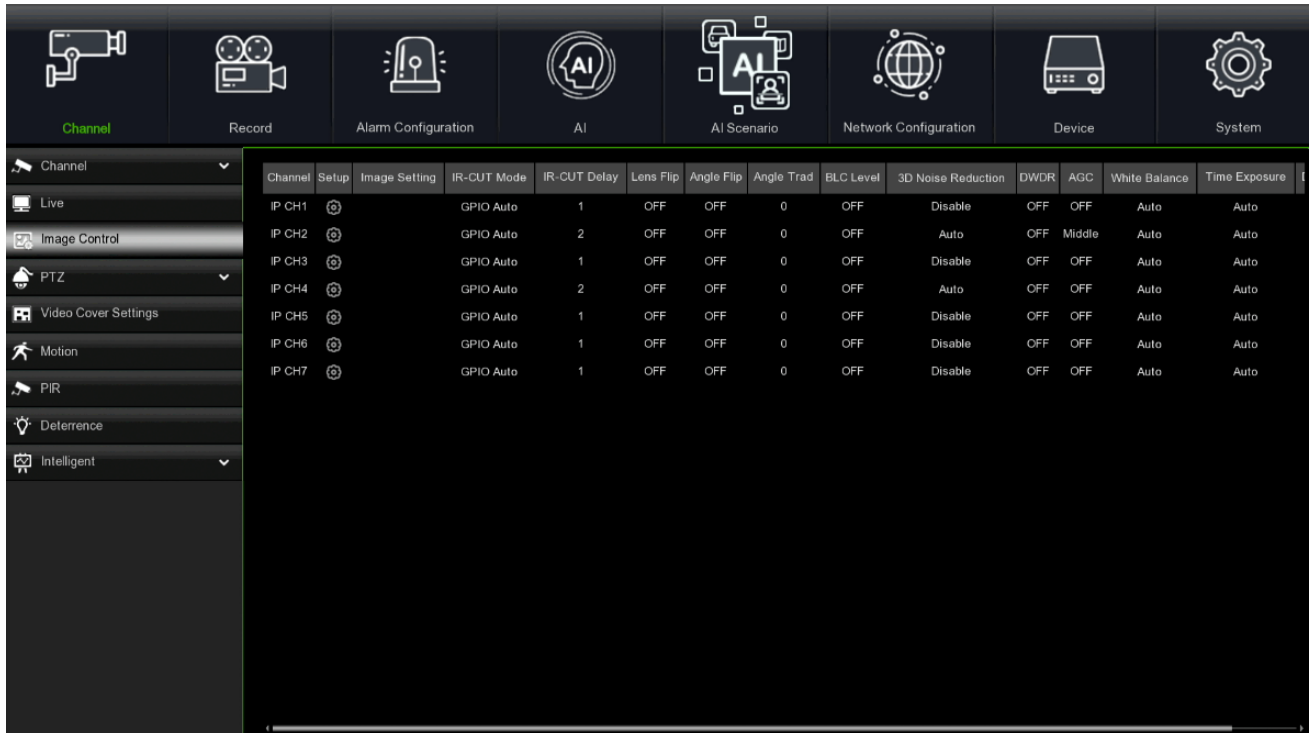 AI
AI
Channel Record Alarm Configuration AI AI Scenario Network Configuration Device System
Channel
Live
Image Control
PTZ
Video Cover Settings
Motion
PIR
Deterrence
Intelligent
Channel Setup Image Setting IR-CUT Mode IR-CUT Delay Lens Flip Angle Flip Angle Trad BLC Level 3D Noise Reduction DWDR AGC White Balance Time Exposure
IP CH1 GPIO Auto 1 OFF OFF 0 OFF Disable OFF OFF Auto Auto
IP CH2 GPIO Auto 2 OFF OFF 0 OFF Auto OFF Middle Auto Auto
IP CH3 GPIO Auto 1 OFF OFF 0 OFF Disable OFF OFF Auto Auto
IP CH4 GPIO Auto 2 OFF OFF 0 OFF Auto OFF OFF Auto Auto
IP CH5 GPIO Auto 1 OFF OFF 0 OFF Disable OFF OFF Auto Auto
IP CH6 GPIO Auto 1 OFF OFF 0 OFF Disable OFF OFF Auto Auto
IP CH7 GPIO Auto 1 OFF OFF 0 OFF Disable OFF OFF Auto Auto